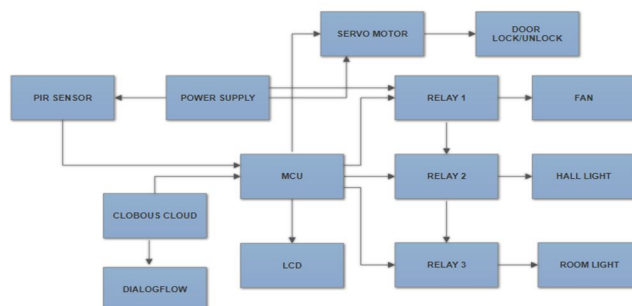 SERVO MOTOR
DOOR
LOCK/UNLOCK
PIR SENSOR
POWER SUPPLY
RELAY 1
FAN
MCU
RELAY 2
HALL LIGHT
CLOBOUS CLOUD
LCD
RELAY 3
ROOM LIGHT
DIALOGFLOW